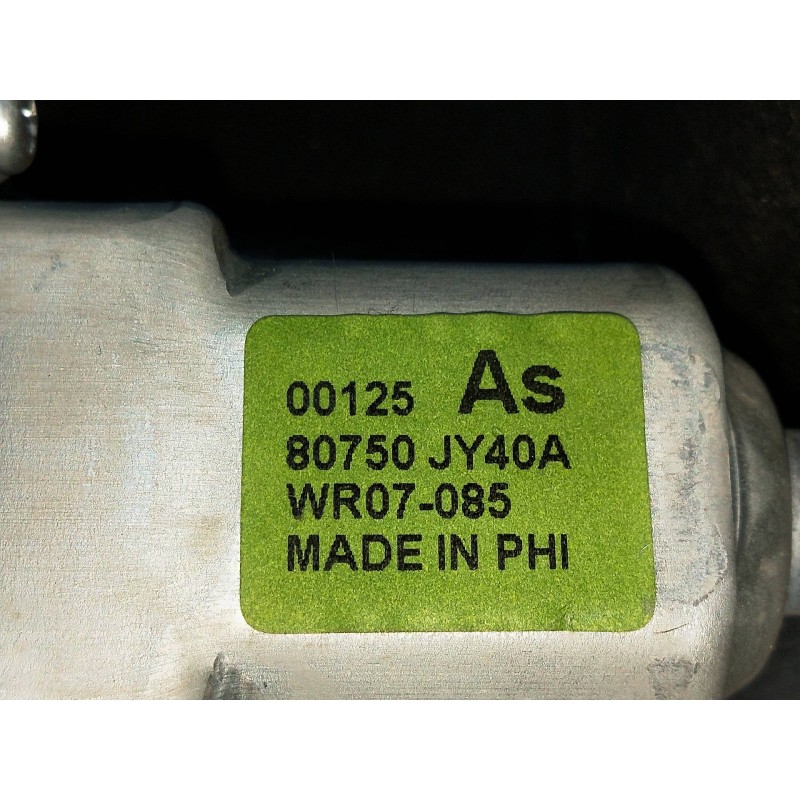 00125 As
80750 JY40A
WR07-085
MADE IN PHI